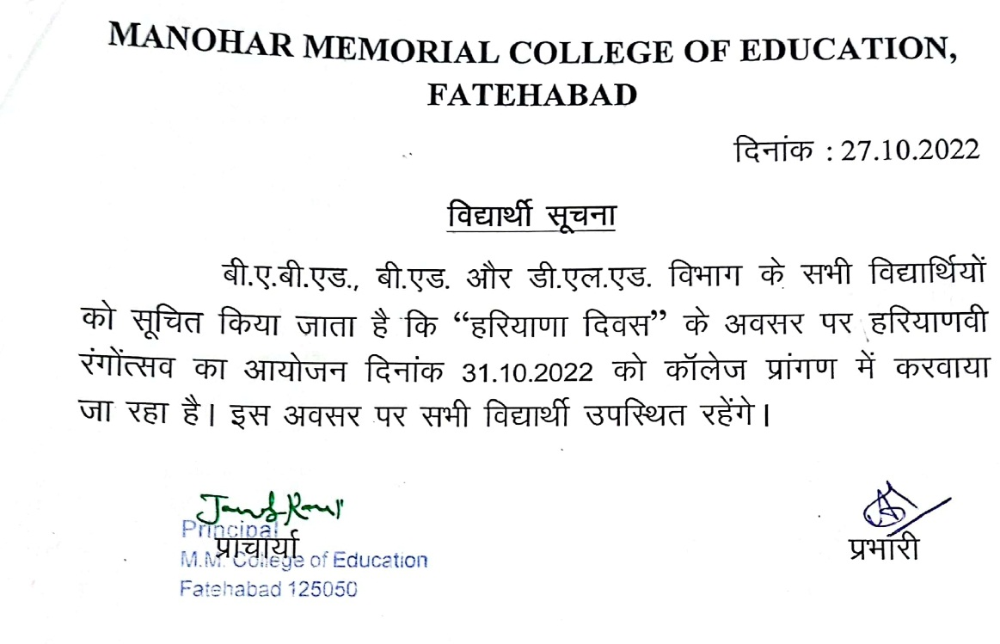 MANOHAR MEMORIAL COLLEGE OF EDUCATION,
FATEHABAD
दिनांक : 27.10.2022
विद्यार्थी सूचना
बी.ए.बी.एड., बी.एड. और डी.एल.एड. विभाग के सभी विद्यार्थियों
को सूचित किया जाता है कि “हरियाणा दिवस” के अवसर पर हरियाणवी
रंगोंत्सव का आयोजन दिनांक 31.10.2022 को कॉलेज प्रांगण में करवाया
जा रहा है। इस अवसर पर सभी विद्यार्थी उपस्थित रहेंगे।
Principal
प्राचार्या
प्रभारी
M.M. College of Education
Fatehabad 125050